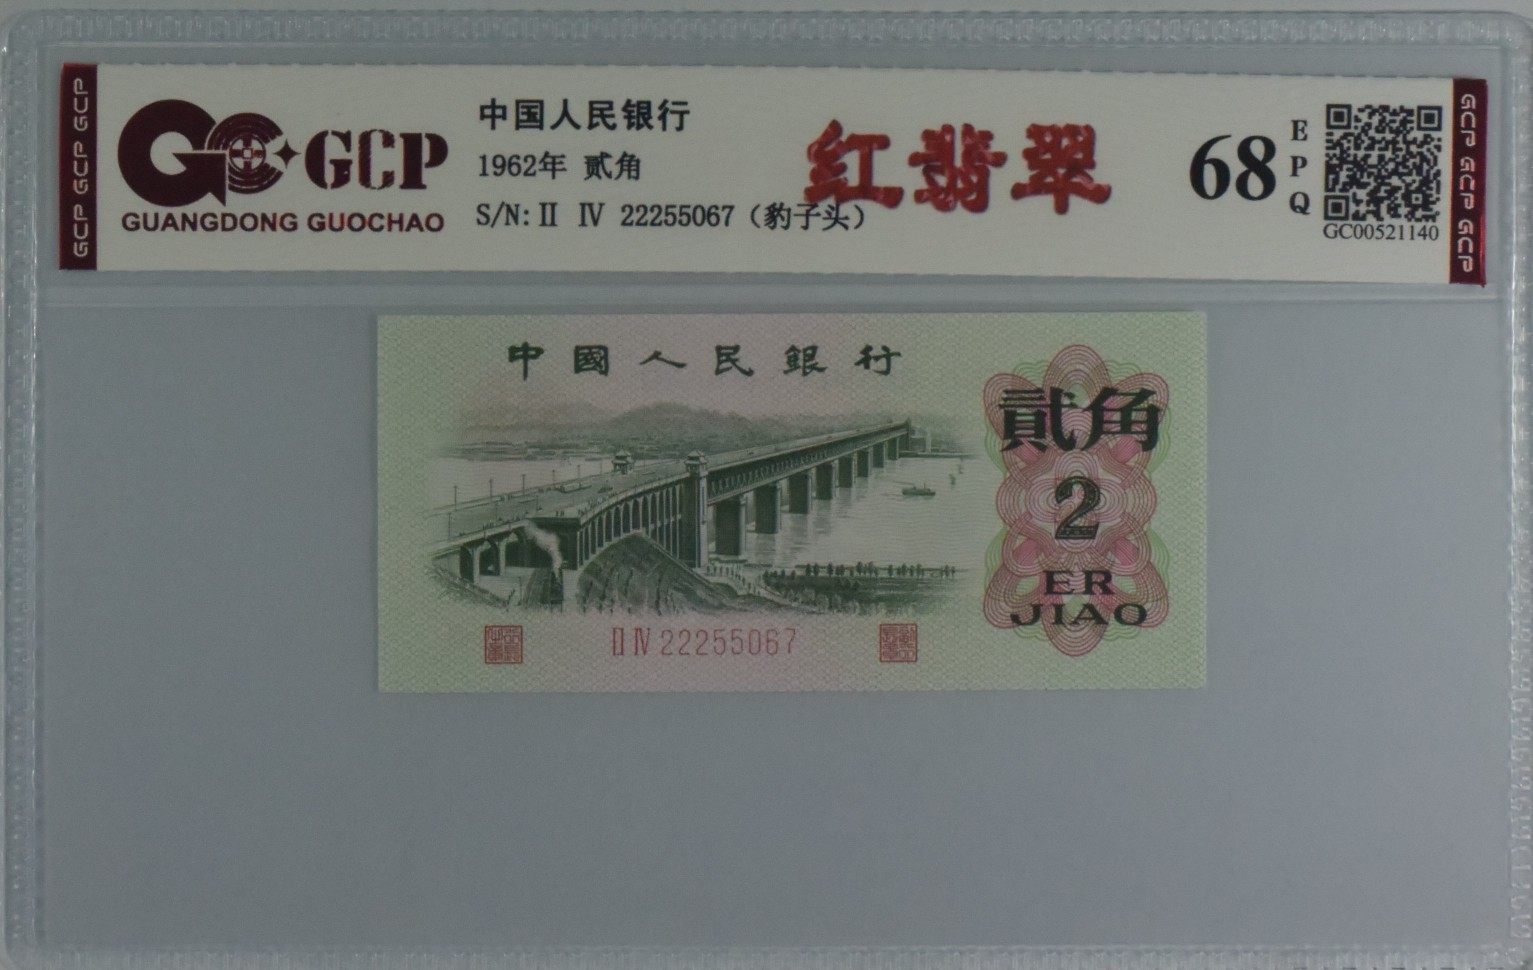 GCP GCP GCP
GCP
GUANGDONG GUOCHAO
中国人民银行
1962年 贰角
S/N: II IV 22255067（豹子头）
红翡翠
68
EPQ
GC00521140
GCP GCP GCP
中國人民銀行
貳角
2
ER
JIAO
II IV 22255067